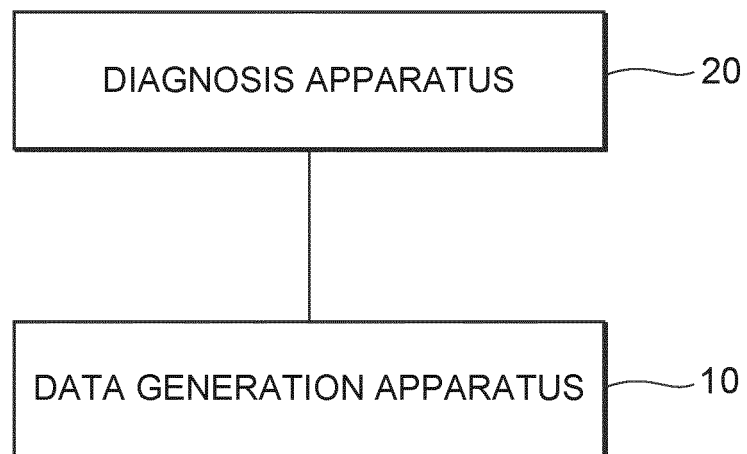 DIAGNOSIS APPARATUS
20
DATA GENERATION APPARATUS
10